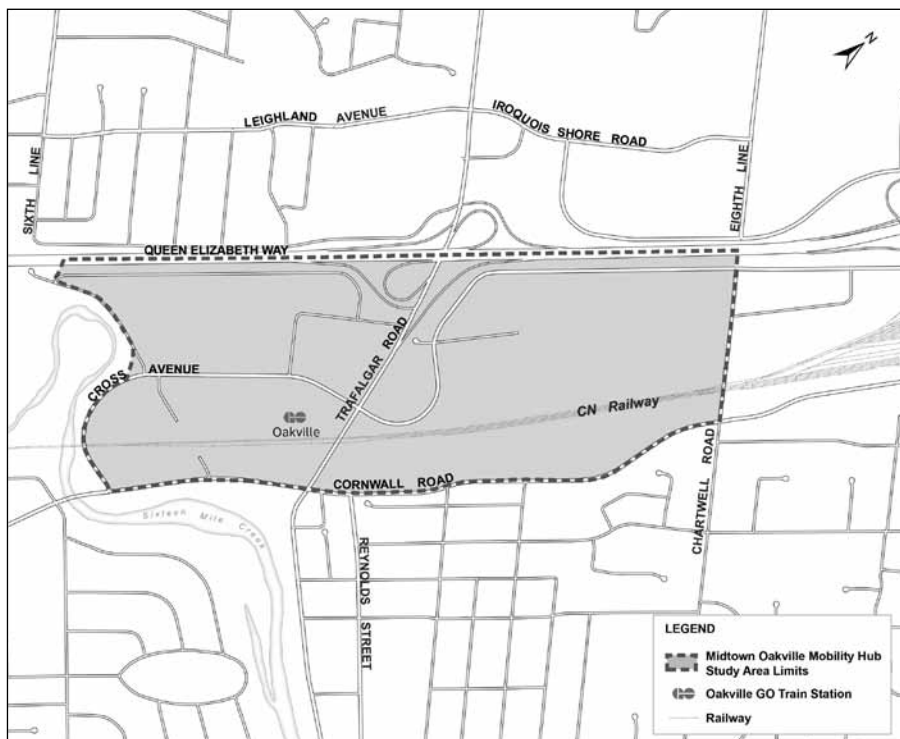 N
LEIGHLAND AVENUE
IROQUOIS SHORE ROAD
SIXTH LINE
EIGHTH LINE
QUEEN ELIZABETH WAY
TRAFALGAR ROAD
CROSS AVENUE
CN Railway
GO
Oakville
CORNWALL ROAD
CHARTWELL ROAD
Sixteen Mile Creek
REYNOLDS STREET
LEGEND
Midtown Oakville Mobility Hub
Study Area Limits
GO
Oakville GO Train Station
Railway